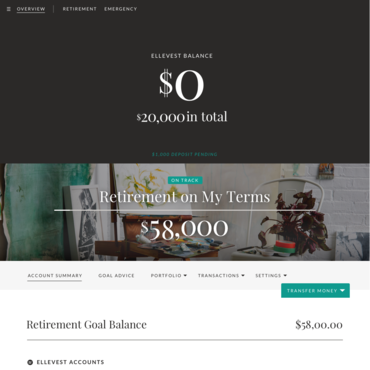 OVERVIEW RETIREMENT EMERGENCY
ELLEVEST BALANCE
$0
$20,000 in total
$1,000 DEPOSIT PENDING
ON TRACK
Retirement on My Terms
$58,000
ACCOUNT SUMMARY GOAL ADVICE PORTFOLIO TRANSACTIONS SETTINGS
TRANSFER MONEY
Retirement Goal Balance $58,00.00
ELLEVEST ACCOUNTS